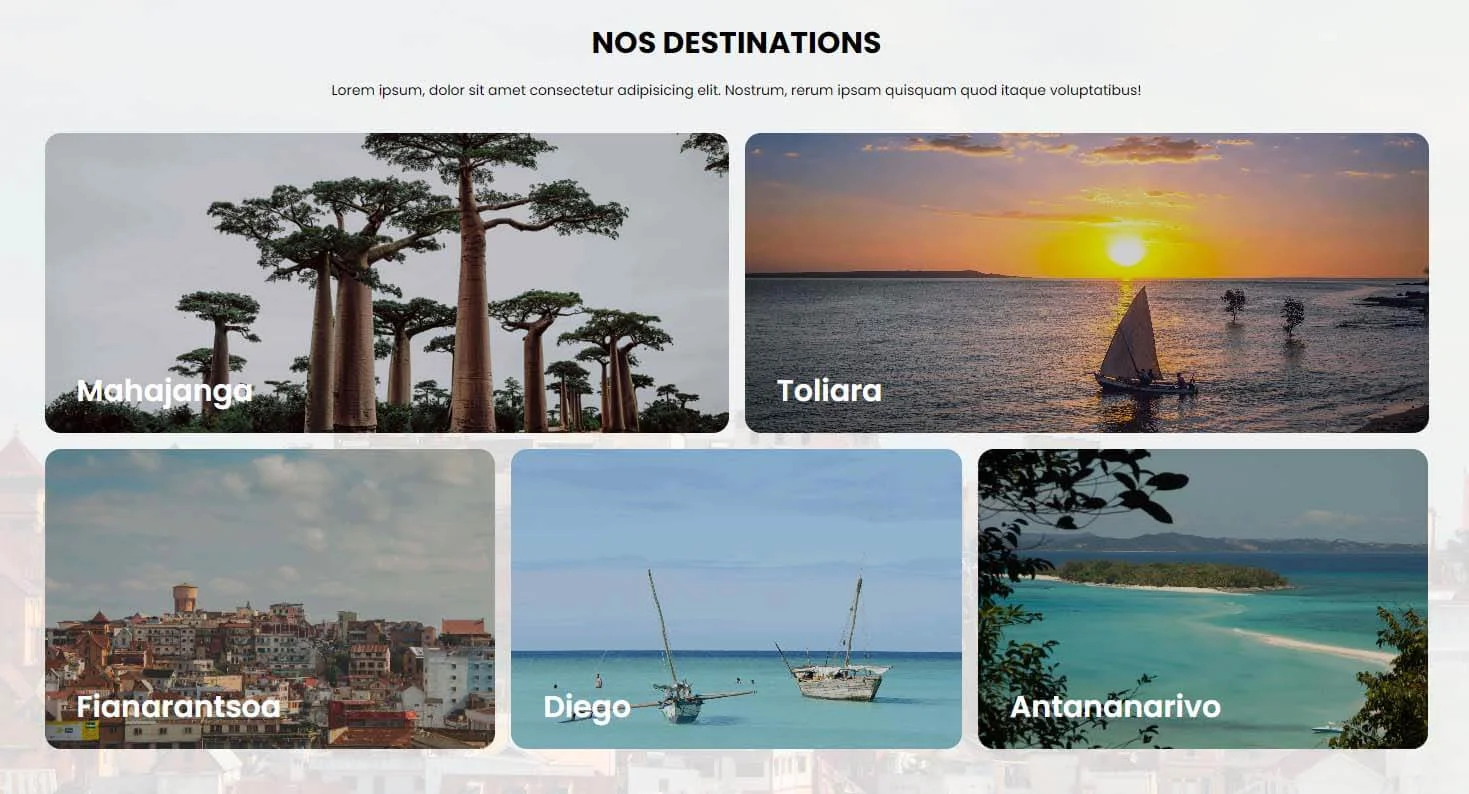 NOS DESTINATIONS
Lorem ipsum, dolor sit amet consectetur adipisicing elit. Nostrum, rerum ipsam quisquam quod itaque voluptatibus!
Mahajanga
Toliara
Fianarantsoa
Diego
Antananarivo